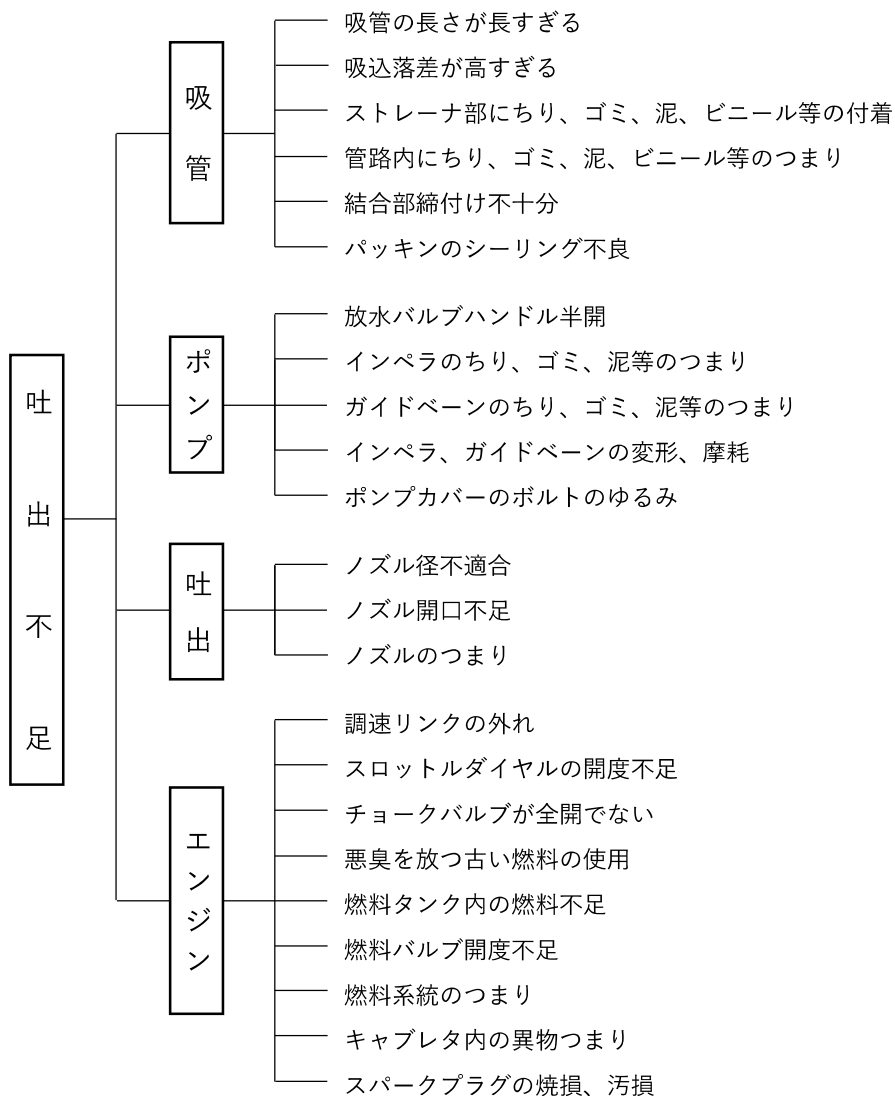 吐出不足
吸管
吸管の長さが長すぎる
吸込落差が高すぎる
ストレーナ部にちり、ゴミ、泥、ビニール等の付着
管路内にちり、ゴミ、泥、ビニール等のつまり
結合部締付け不十分
パッキンのシーリング不良
ポンプ
放水バルブハンドル半開
インペラのちり、ゴミ、泥等のつまり
ガイドベーンのちり、ゴミ、泥等のつまり
インペラ、ガイドベーンの変形、摩耗
ポンプカバーのボルトのゆるみ
吐出
ノズル径不適合
ノズル開口不足
ノズルのつまり
エンジン
調速リンクの外れ
スロットルダイヤルの開度不足
チョークバルブが全開でない
悪臭を放つ古い燃料の使用
燃料タンク内の燃料不足
燃料バルブ開度不足
燃料系統のつまり
キャブレタ内の異物つまり
スパークプラグの焼損、汚損